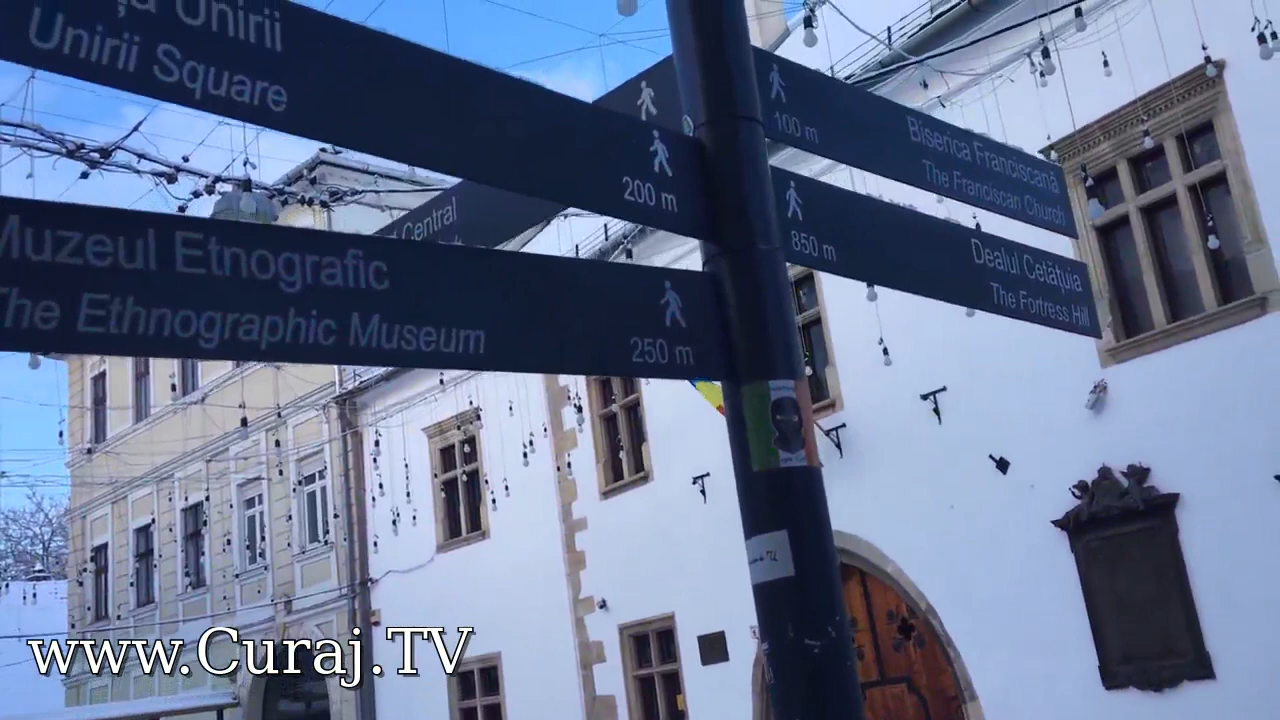 Unirii
Unirii Square
200 m
Muzeul Etnografic
The Ethnographic Museum
250 m
Central
100 m
Biserica Franciscană
The Franciscan Church
850 m
Dealul Cetățuia
The Fortress Hill
www.Curaj.TV